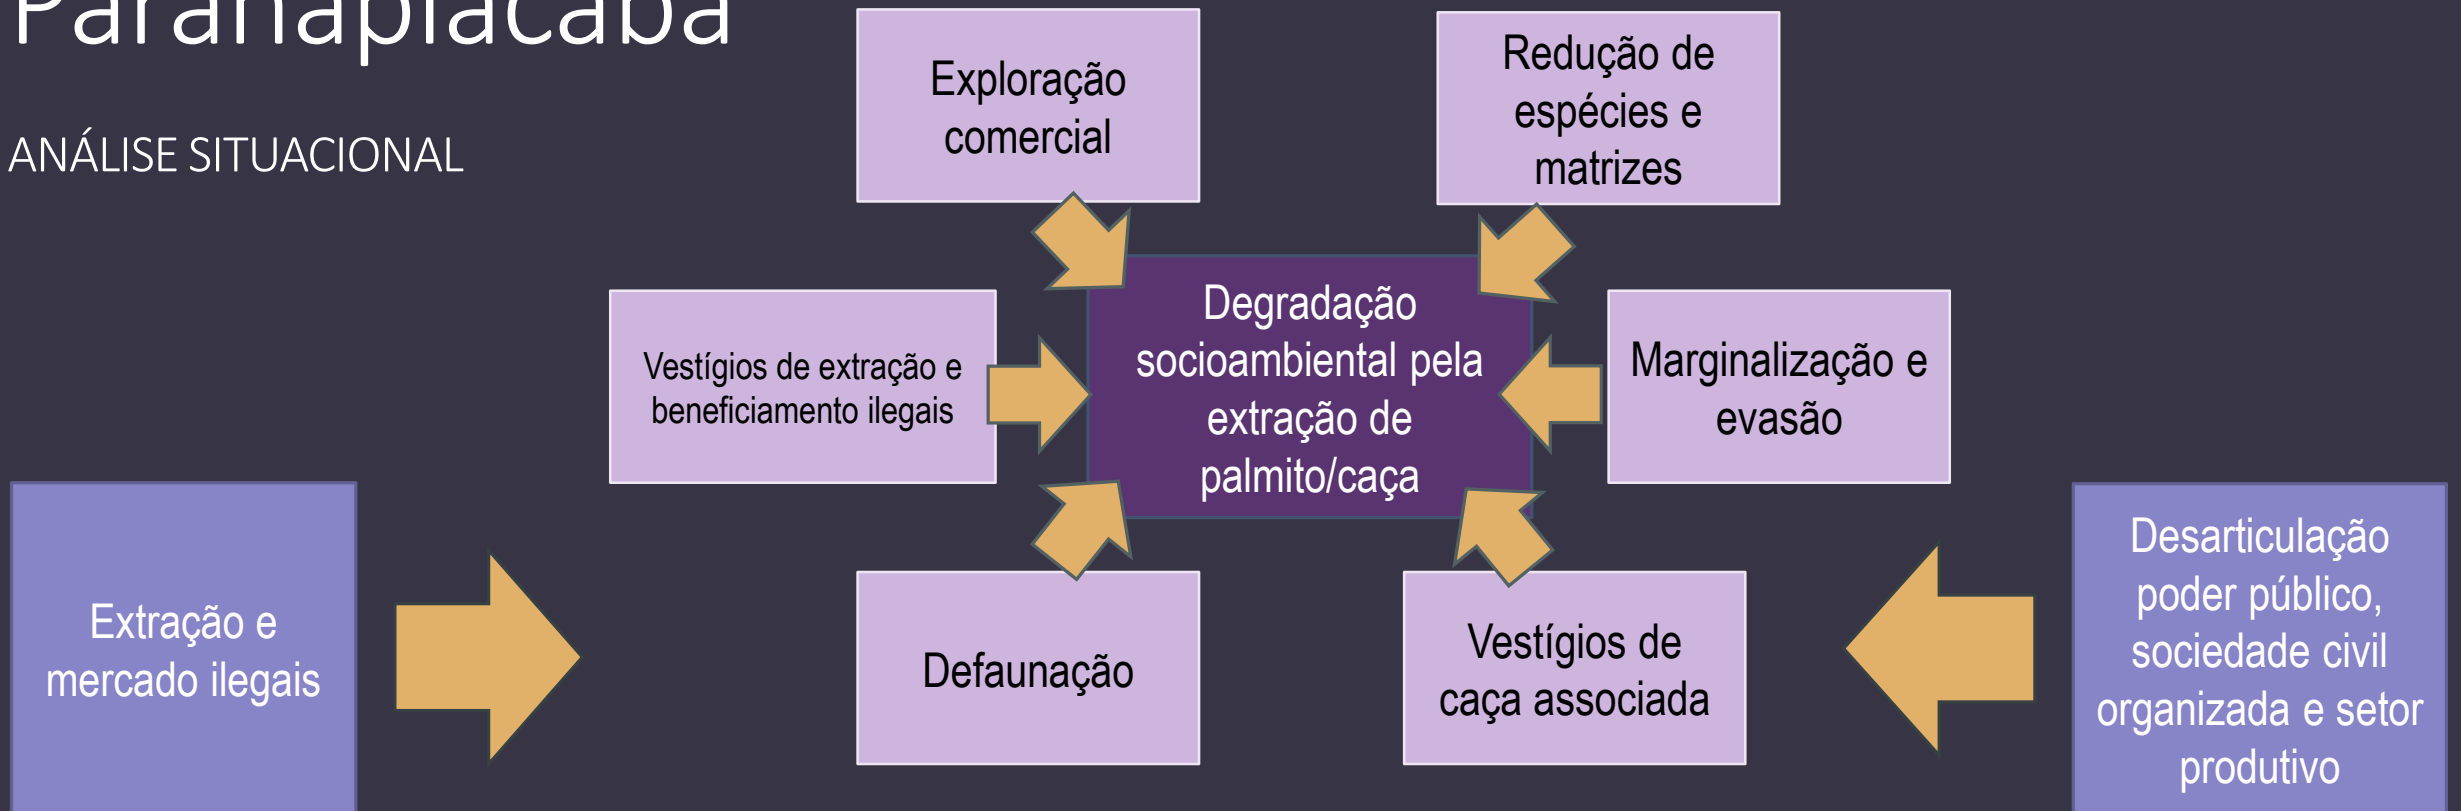 Paranapiacaba
ANÁLISE SITUACIONAL
Exploração
comercial
Redução de
espécies e
matrizes
Vestígios de extração e
beneficiamento ilegais
Degradação
socioambiental pela
extração de
palmito/caça
Marginalização e
evasão
Extração e
mercado ilegais
Defaunação
Vestígios de
caça associada
Desarticulação
poder público,
sociedade civil
organizada e setor
produtivo